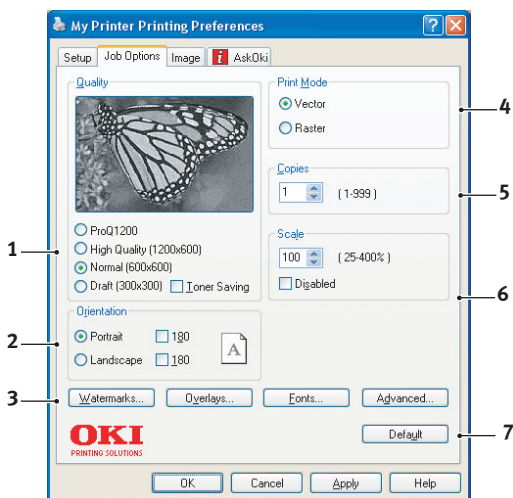 My Printer Printing Preferences
Setup Job Options Image i AskOki
Quality
ProQ1200
High Quality (1200x600)
Normal (600x600)
Draft (300x300) Toner Saving
Orientation
Portrait 180
Landscape 180
A
Print Mode
Vector
Raster
Copies
1 (1-999 )
Scale
100 ( 25-400% )
Disabled
Watermarks... Overlays... Fonts... Advanced...
OKI
PRINTING SOLUTIONS
Default
OK Cancel Apply Help
1
2
3
4
5
6
7